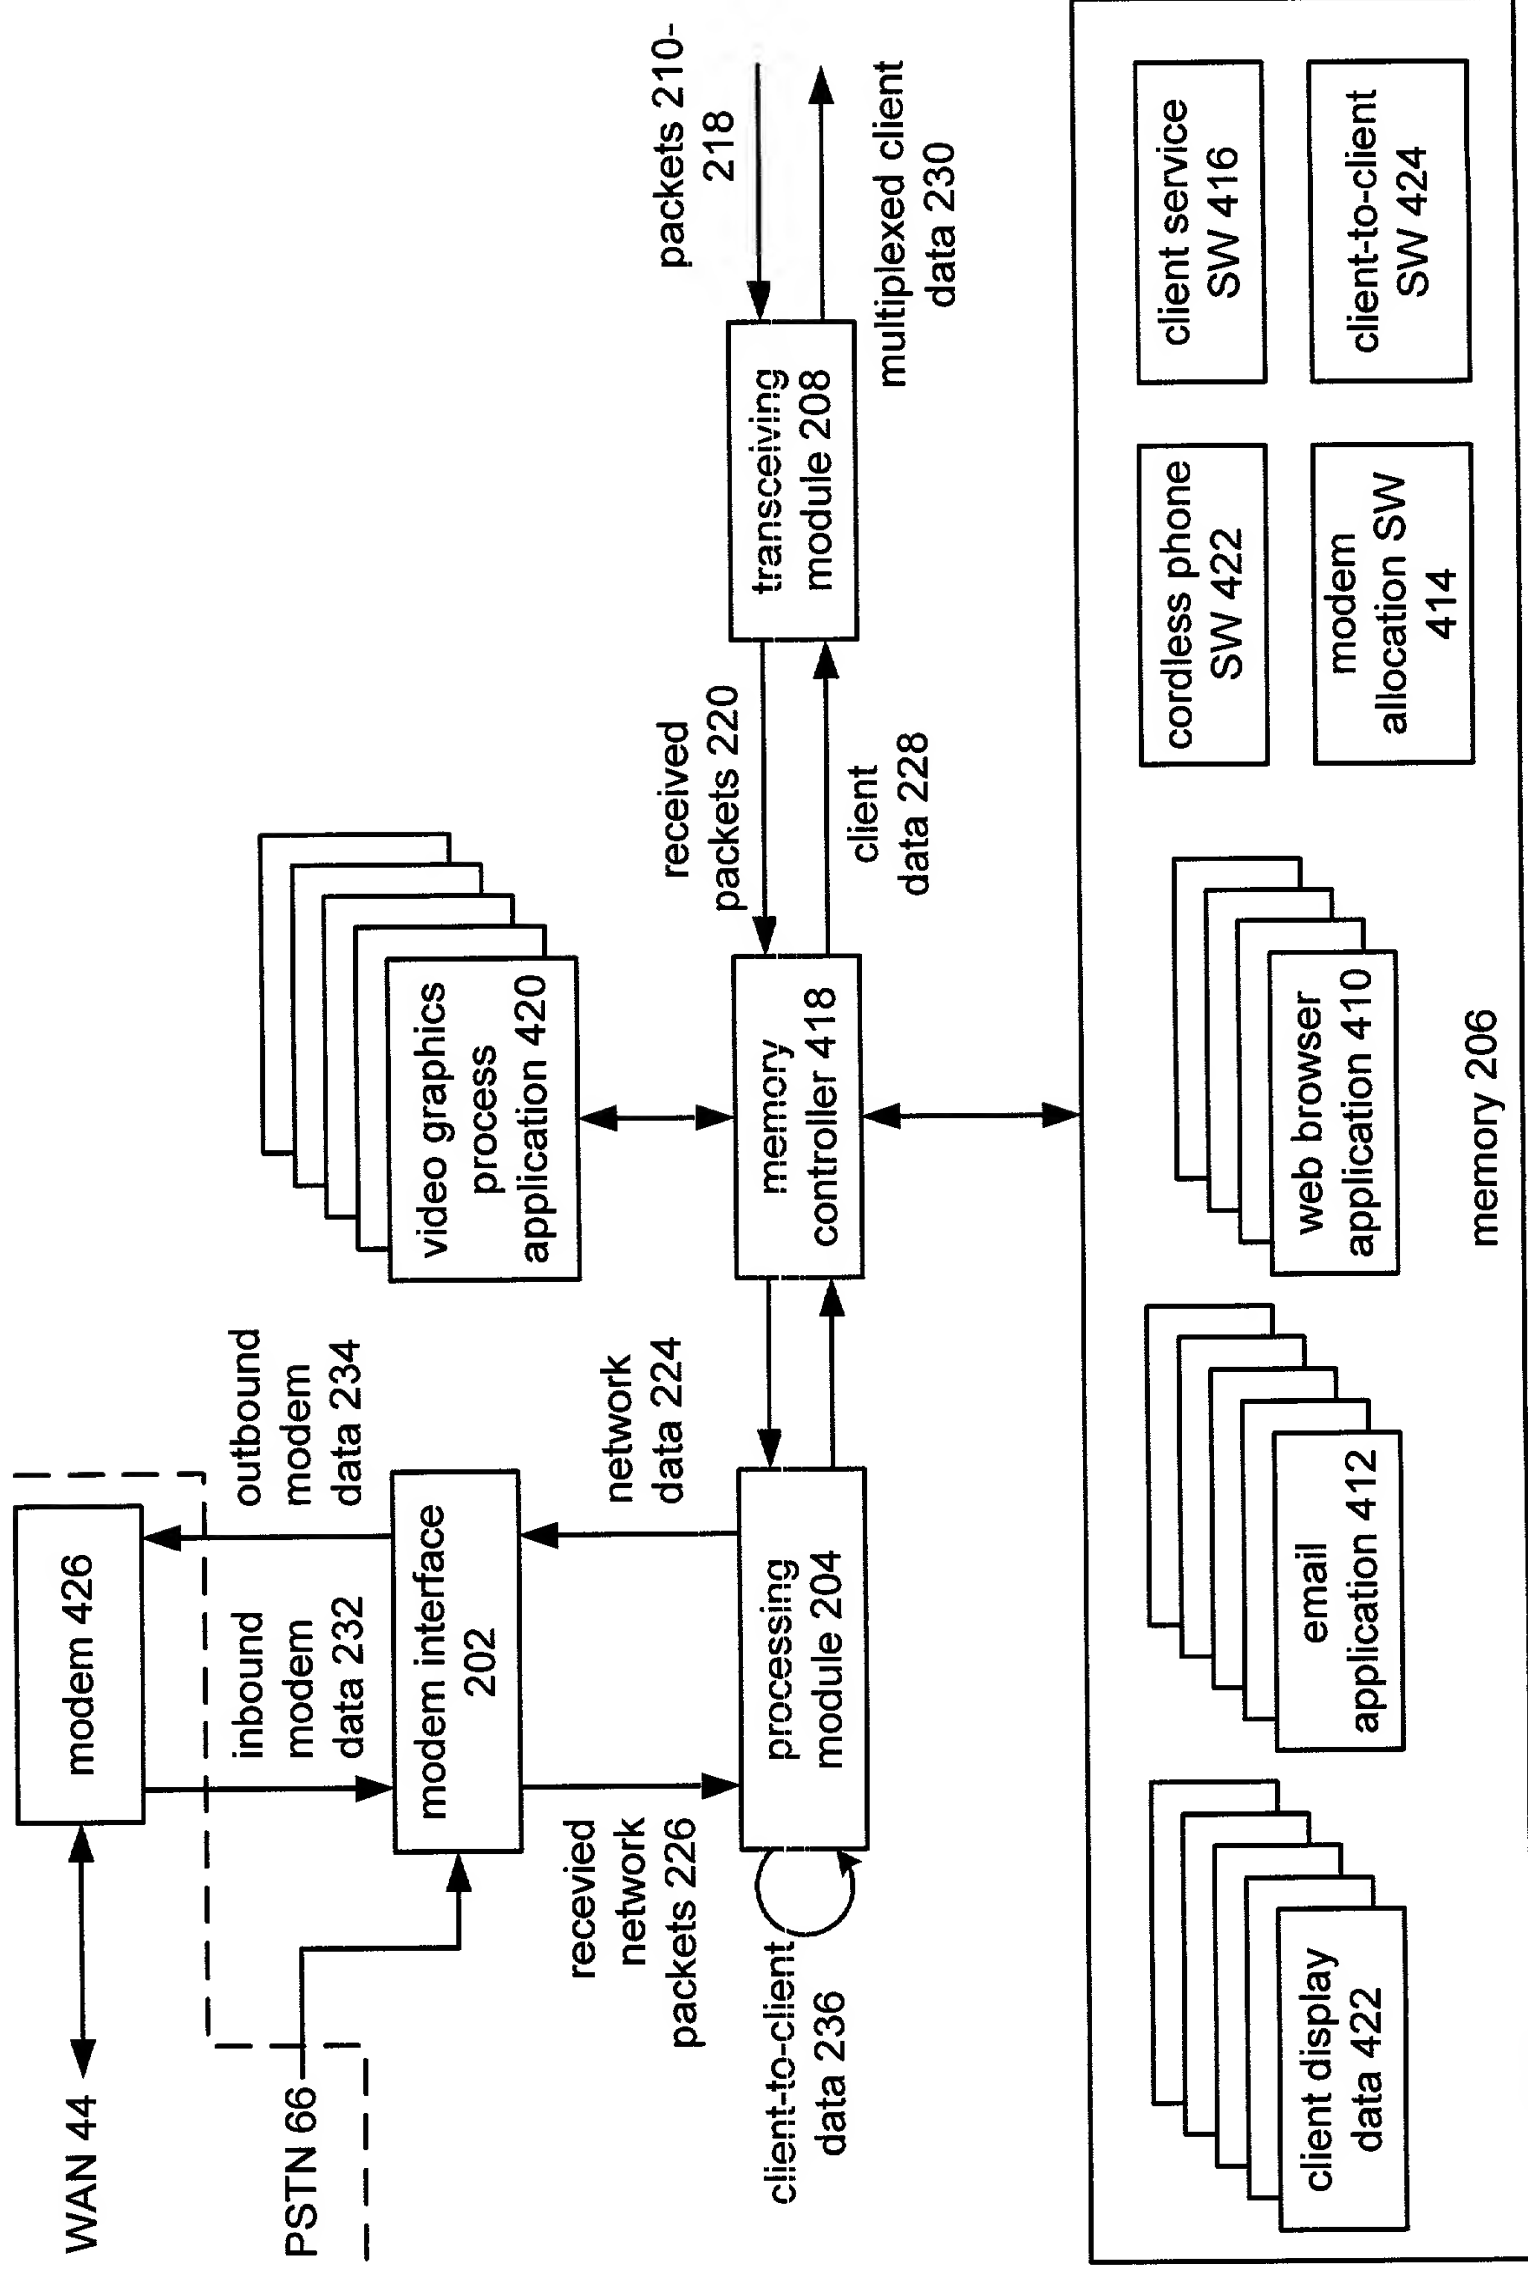 WAN 44
modem 426
PSTN 66
inbound
modem
data 232
outbound
modem
data 234
modem interface
202
recevied
network
packets 226
network
data 224
video graphics
process
application 420
client-to-client
data 236
processing
module 204
memory
controller 418
received
packets 220
client
data 228
transceiving
module 208
packets 210-
218
multiplexed client
data 230
client display
data 422
email
application 412
web browser
application 410
cordless phone
SW 422
client service
SW 416
modem
allocation SW
414
client-to-client
SW 424
memory 206